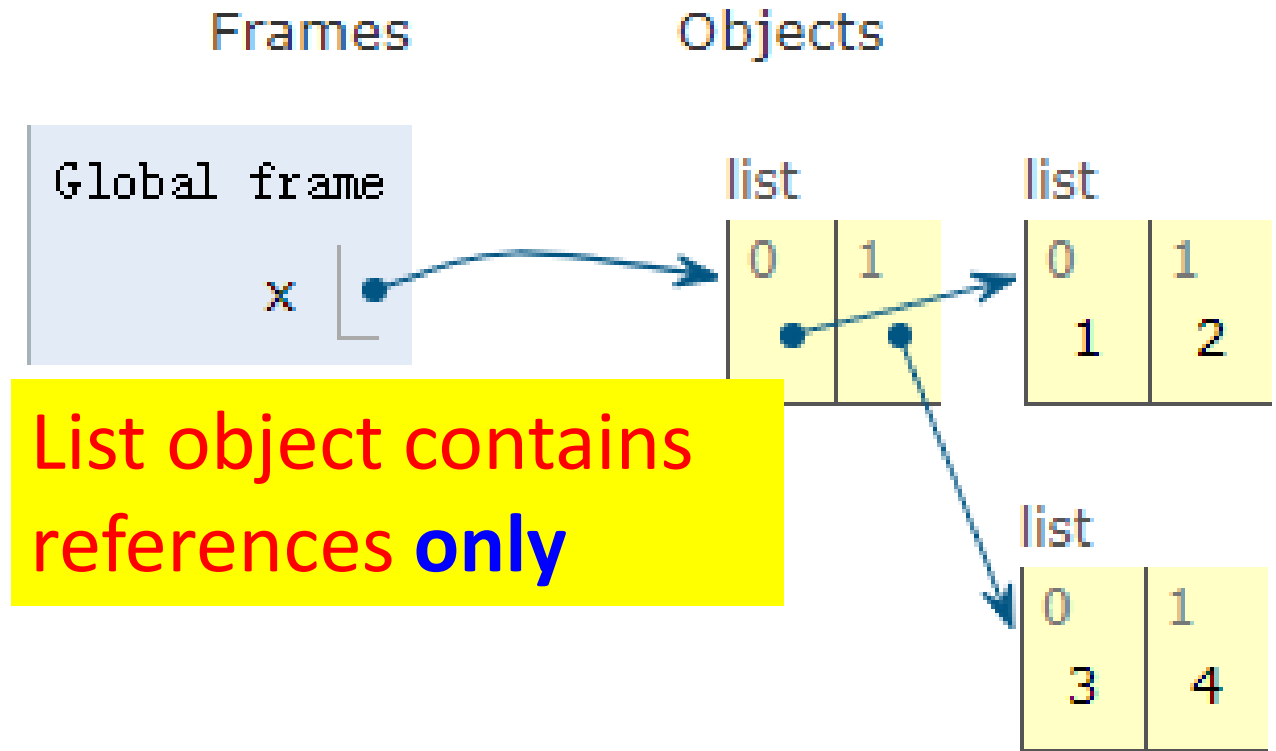 Frames Objects
Global frame
x
list list
0 1 0 1
1 2
List object contains
references only
list
0 1
3 4